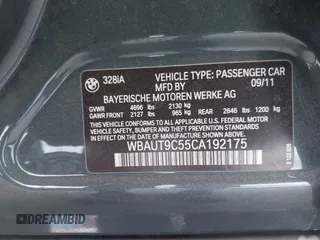 328iA
VEHICLE TYPE: PASSENGER CAR
MFD BY
09/11
BAYERISCHE MOTOREN WERKE AG
GVWR 4696 lbs 2130 kg
GAWR FRONT 2127 lbs 965 kg REAR 2646 lbs 1200 kg
THIS VEHICLE CONFORMS TO ALL APPLICABLE
FEDERAL MOTOR VEHICLE SAFETY, BUMPER,
AND THEFT PREVENTION STANDARDS
IN EFFECT ON THE DATE OF
MANUFACTURE SHOWN ABOVE
WBAUT9C55CA192175
DREAMBID